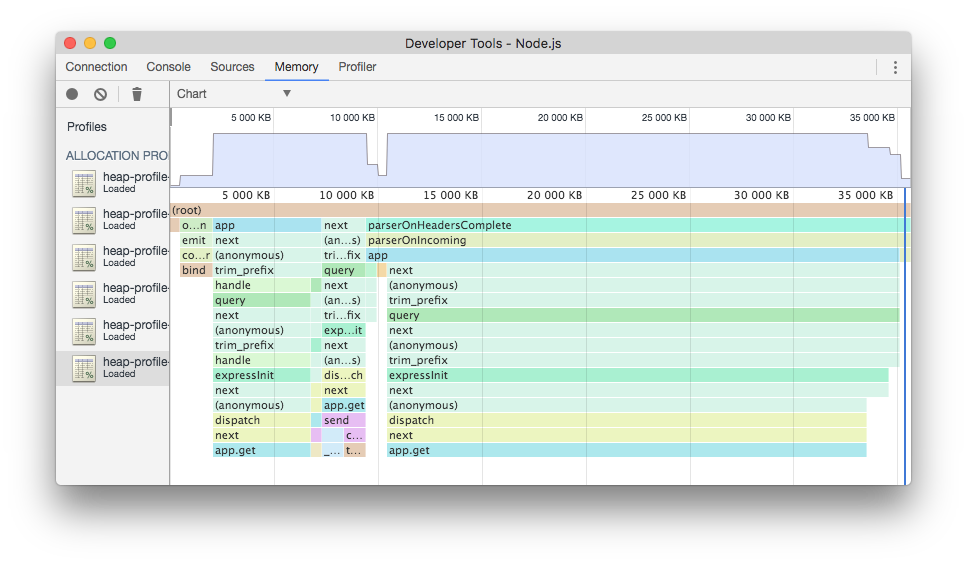 Developer Tools - Node.js
Connection Console Sources Memory Profiler
Chart
Profiles
ALLOCATION PRO
heap-profile-
Loaded
heap-profile-
Loaded
heap-profile-
Loaded
heap-profile-
Loaded
heap-profile-
Loaded
heap-profile-
Loaded
5 000 KB 10 000 KB 15 000 KB 20 000 KB 25 000 KB 30 000 KB 35 000 KB
5 000 KB 10 000 KB 15 000 KB 20 000 KB 25 000 KB 30 000 KB 35 000 KB
(root)
o...n app next parserOnHeadersComplete
emit next (an...s) parserOnIncoming
co...r (anonymous) tri...fix app
bind trim_prefix query next
handle next (anonymous)
query (an...s) trim_prefix
next tri...fix query
(anonymous) exp...it next
trim_prefix next (anonymous)
handle (an...s) trim_prefix
expressInit dis...ch expressInit
next next next
(anonymous) app.get (anonymous)
dispatch send dispatch
next c... next
app.get _... t... app.get